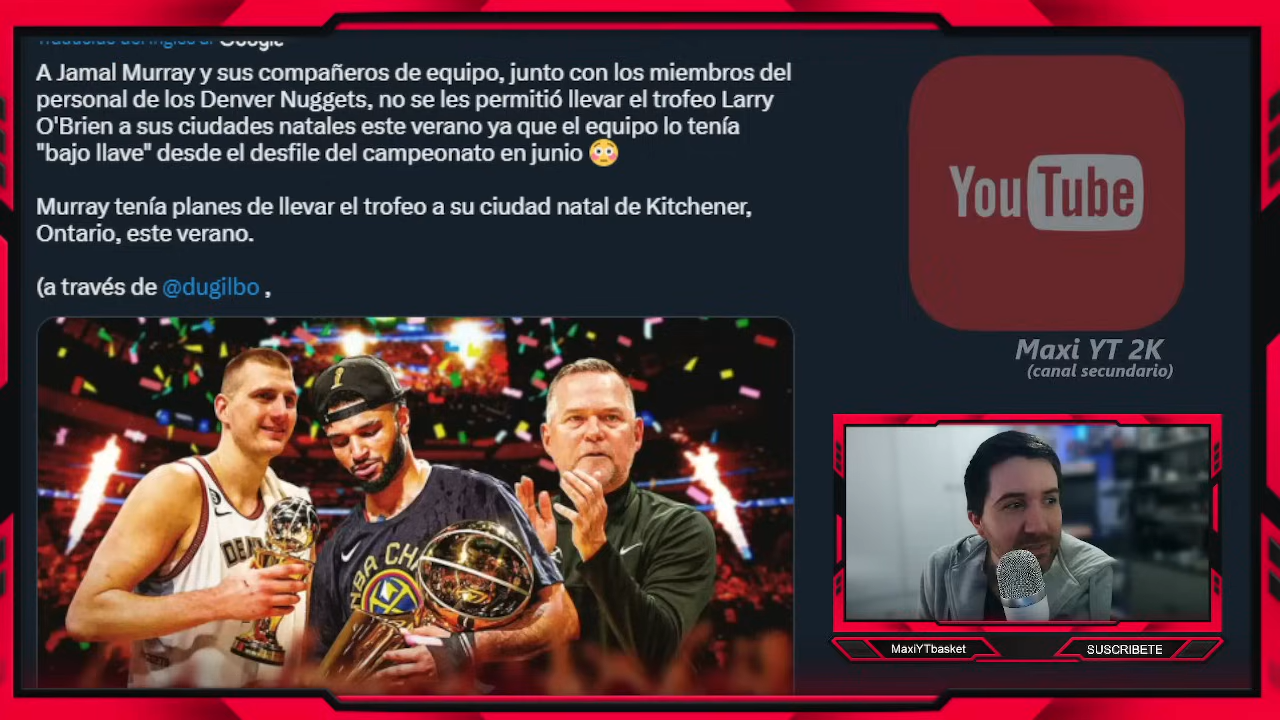 Google
A Jamal Murray y sus compañeros de equipo, junto con los miembros del
personal de los Denver Nuggets, no se les permitió llevar el trofeo Larry
O'Brien a sus ciudades natales este verano ya que el equipo lo tenía
"bajo llave" desde el desfile del campeonato en junio 😳
Murray tenía planes de llevar el trofeo a su ciudad natal de Kitchener,
Ontario, este verano.
(a través de @dugilbo ,
YouTube
Maxi YT 2K
(canal secundario)
NBA CHA
MaxiYTbasket
SUSCRIBETE